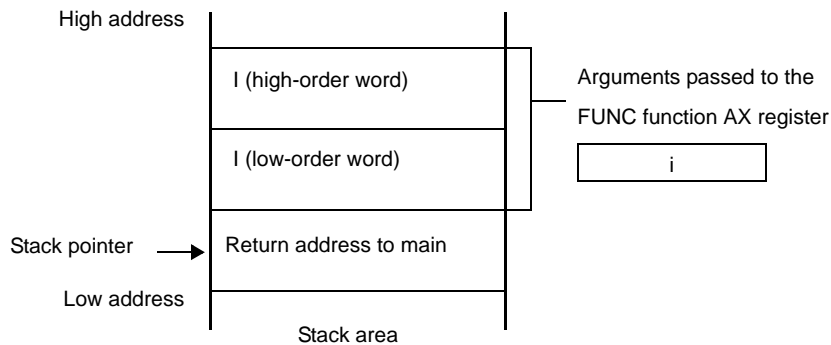 High address
I (high-order word)
Arguments passed to the
FUNC function AX register
I (low-order word)
i
Stack pointer
Return address to main
Low address
Stack area